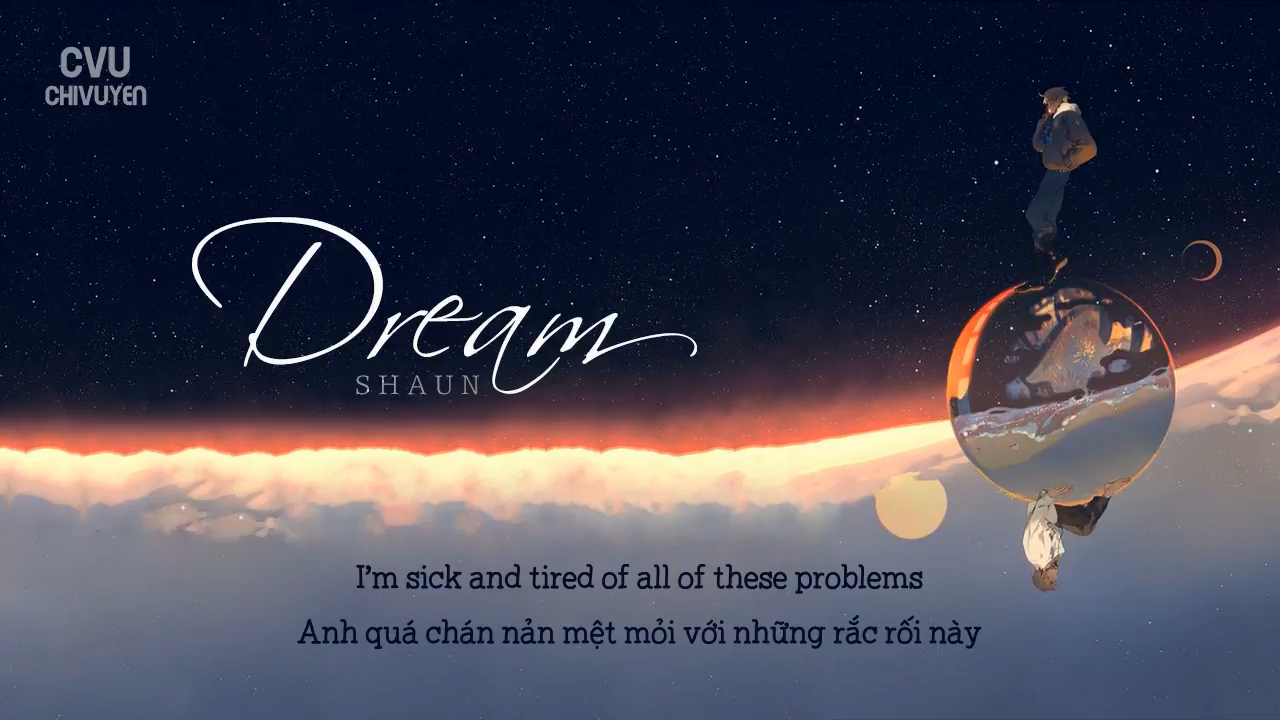 CVU
CHIVUYEN
Dream
SHAUN
I'm sick and tired of all of these problems
Anh quá chán nản mệt mỏi với những rắc rối này